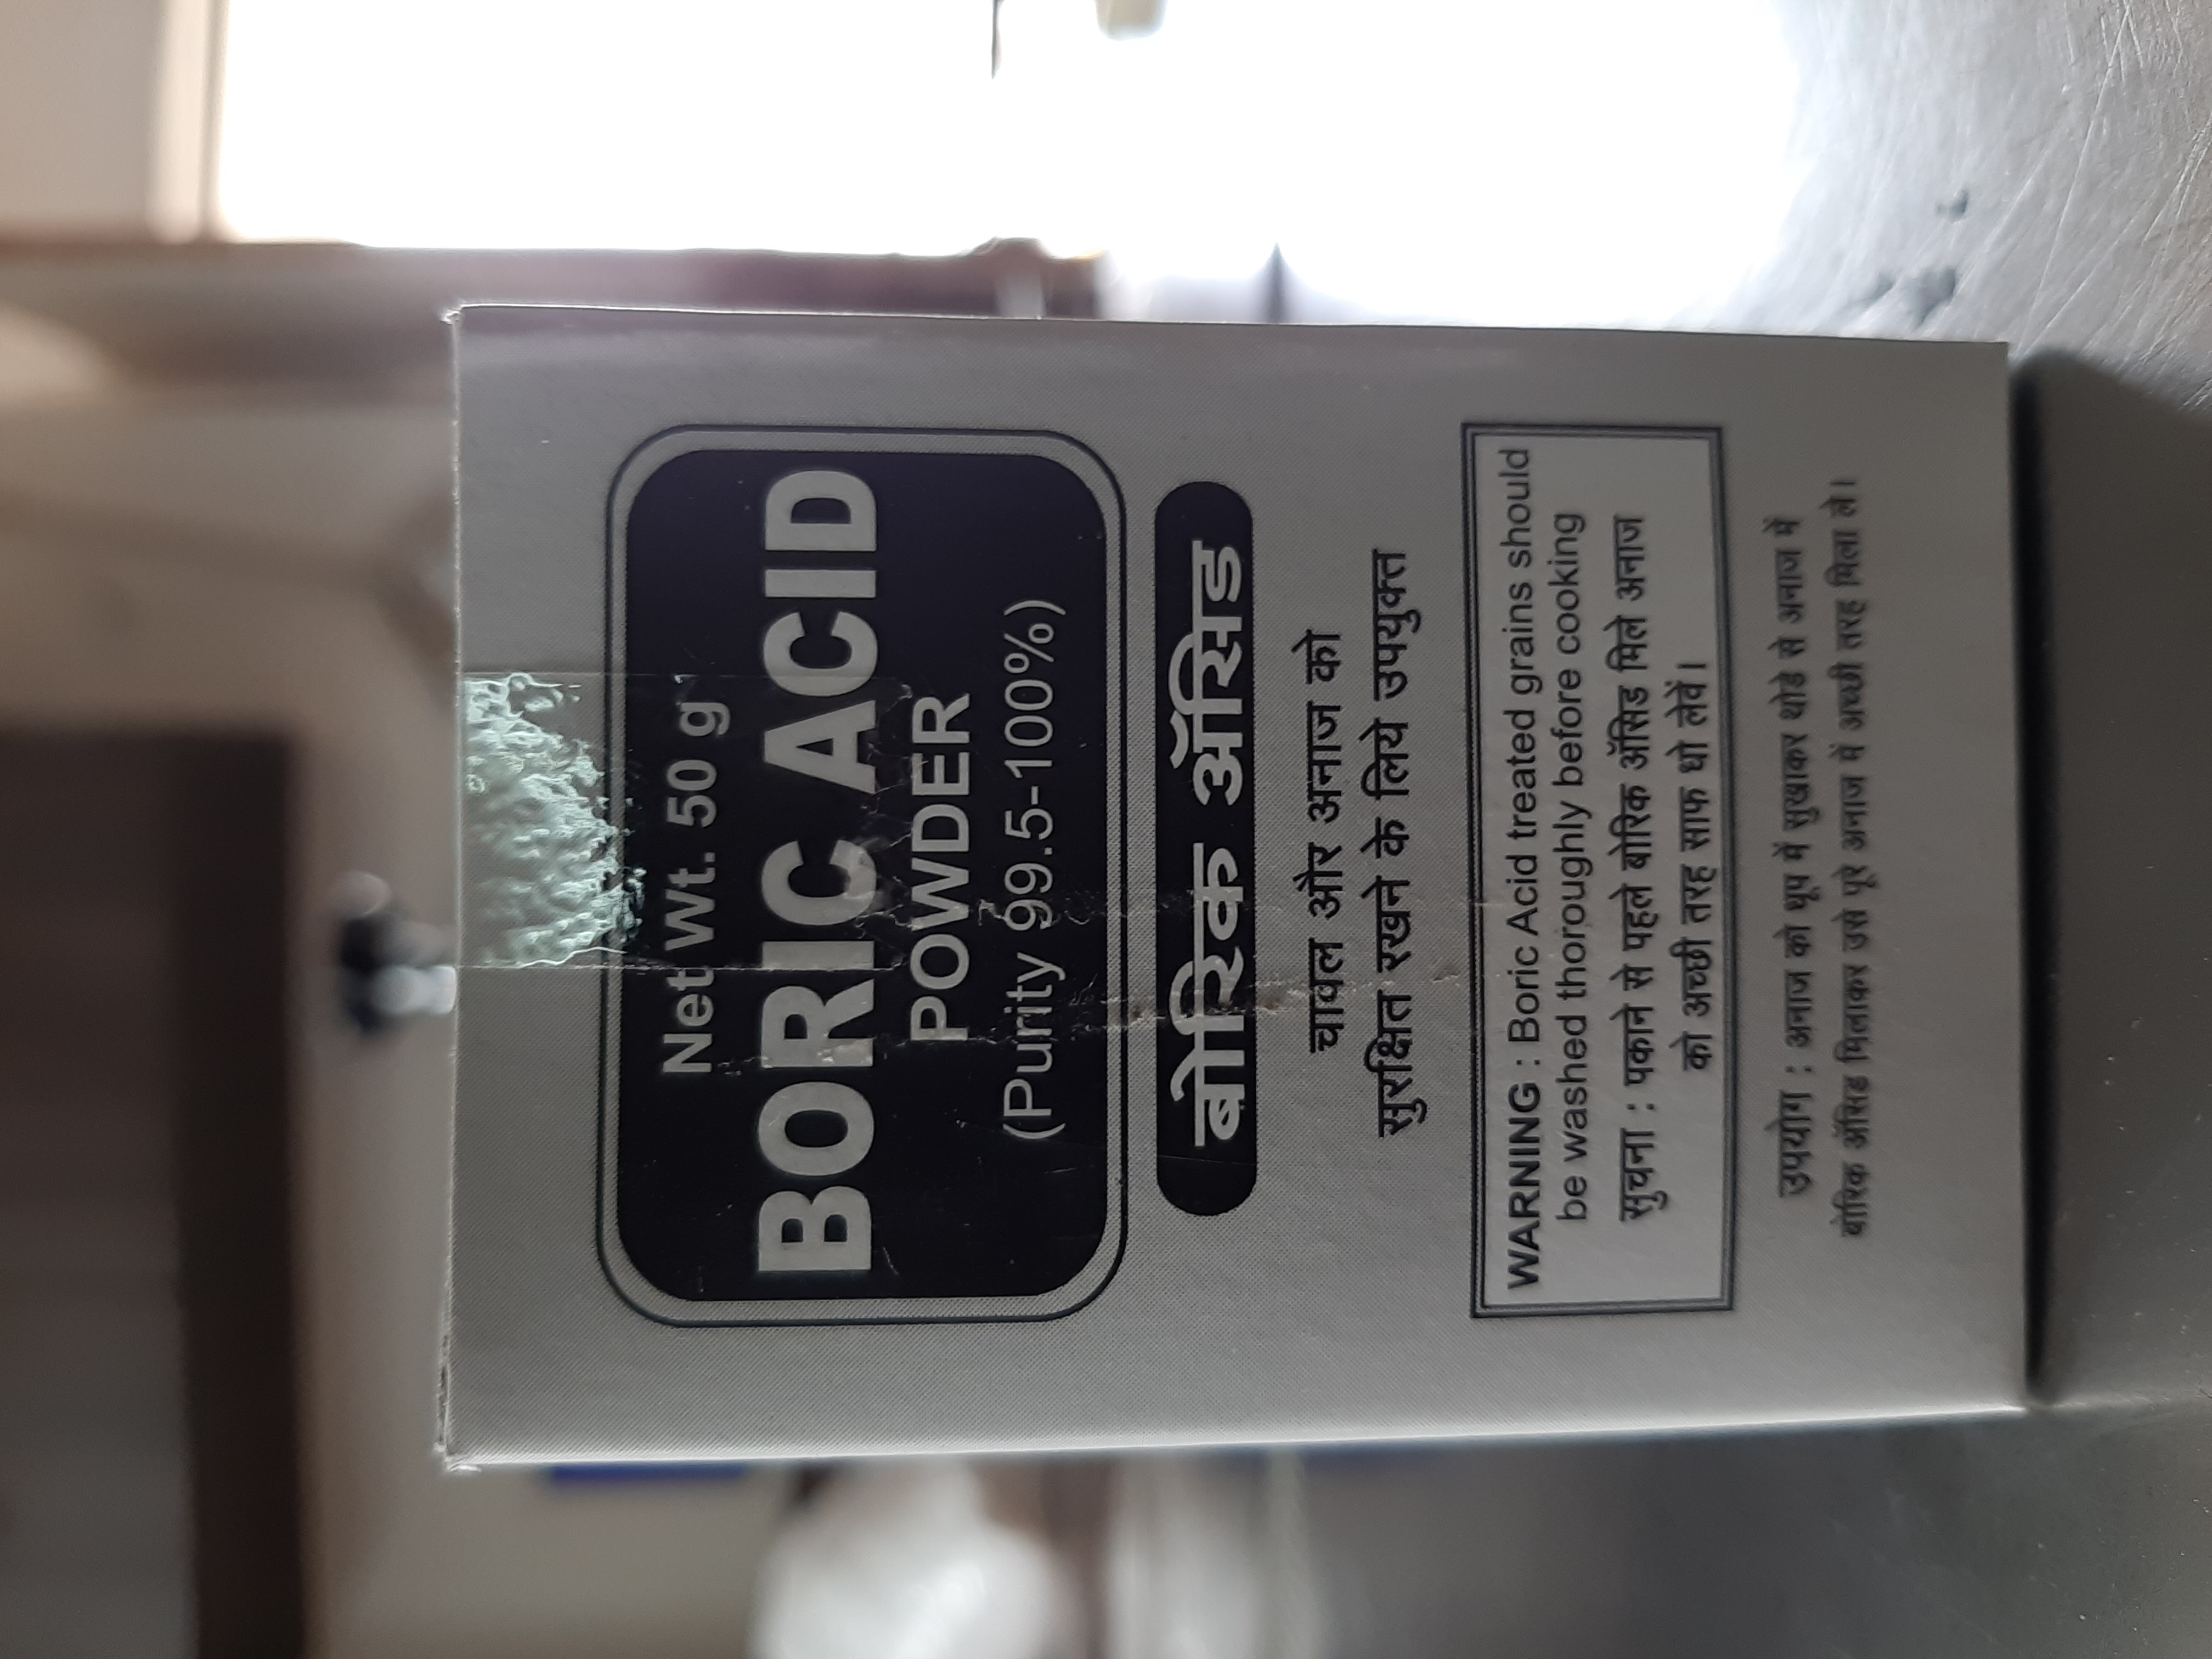 Net Wt. 50 g
BORIC ACID
POWDER
(Purity 99.5-100%)
बोरिक ॲसिड
चावल और अनाज को
सुरक्षित रखने के लिये उपयुक्त
WARNING : Boric Acid treated grains should
be washed thoroughly before cooking
सुचना : पकाने से पहले बोरिक ॲसिड मिले अनाज
को अच्छी तरह साफ धो लेवें।
उपयोग : अनाज को धूप में सुखाकर थोडे से अनाज में
बोरिक ॲसिड मिलाकर उसे पूरे अनाज में अच्छी तरह मिला ले।